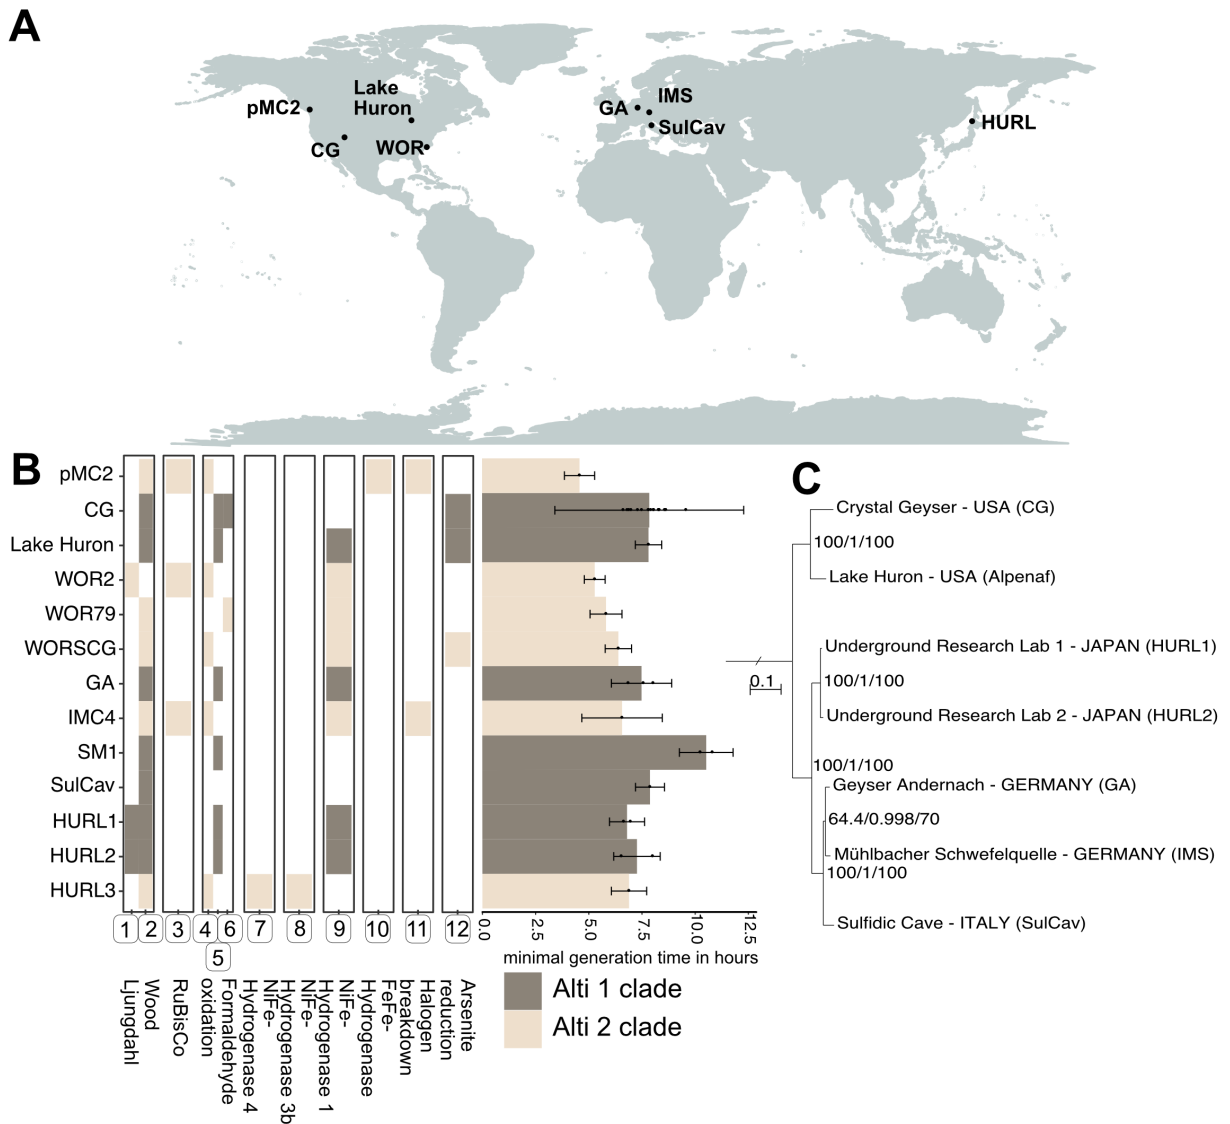 A
pMC2
Lake
Huron
CG
WOR
GA
IMS
SulCav
HURL
B
pMC2
CG
Lake Huron
WOR2
WOR79
WORSCG
GA
IMC4
SM1
SulCav
HURL1
HURL2
HURL3
1
2
3
4
5
6
7
8
9
10
11
12
Wood
Ljungdahl
RuBisCo
Formaldehyde
oxidation
NiFe-
Hydrogenase 4
NiFe-
Hydrogenase 3b
NiFe-
Hydrogenase 1
FeFe-
Hydrogenase
Halogen
breakdown
Arsenite
reduction
0.0
2.5
5.0
7.5
10.0
12.5
minimal generation time in hours
Alti 1 clade
Alti 2 clade
C
Crystal Geyser - USA (CG)
100/1/100
Lake Huron - USA (Alpenaf)
Underground Research Lab 1 - JAPAN (HURL1)
0.1
100/1/100
Underground Research Lab 2 - JAPAN (HURL2)
100/1/100
Geyser Andernach - GERMANY (GA)
64.4/0.998/70
Mühlbacher Schwefelquelle - GERMANY (IMS)
100/1/100
Sulfidic Cave - ITALY (SulCav)